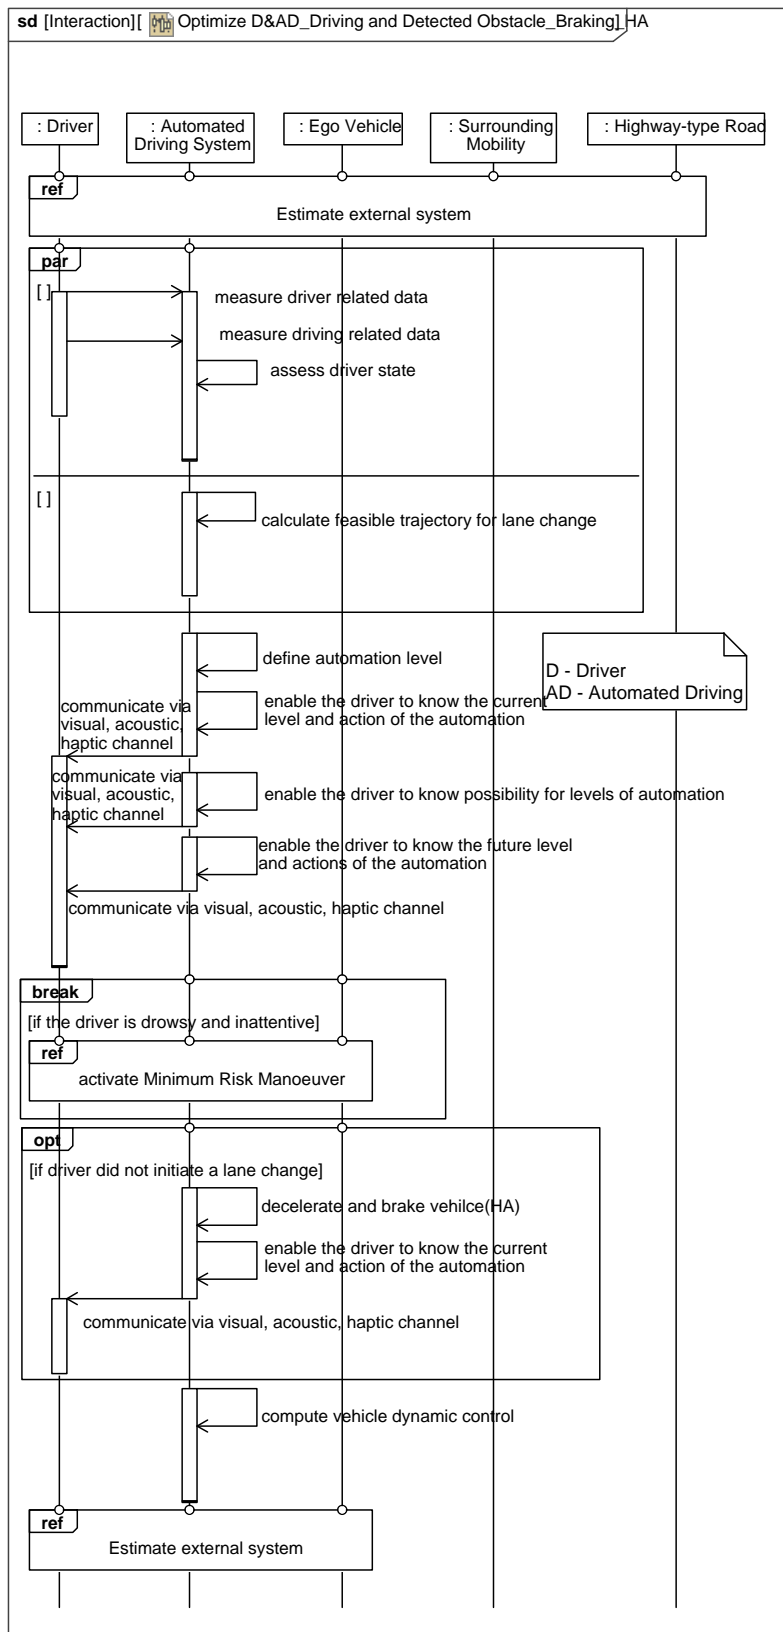 sd [Interaction][ Optimize D&AD_Driving and Detected Obstacle_Braking]_HA
: Driver
: Automated
Driving System
: Ego Vehicle
: Surrounding
Mobility
: Highway-type Road
ref
Estimate external system
par
[ ]
measure driver related data
measure driving related data
assess driver state
[ ]
calculate feasible trajectory for lane change
define automation level
D - Driver
AD - Automated Driving
enable the driver to know the current
level and action of the automation
communicate via
visual, acoustic,
haptic channel
communicate via
visual, acoustic,
haptic channel
enable the driver to know possibility for levels of automation
enable the driver to know the future level
and actions of the automation
communicate via visual, acoustic, haptic channel
break
[if the driver is drowsy and inattentive]
ref
activate Minimum Risk Manoeuver
opt
[if driver did not initiate a lane change]
decelerate and brake vehilce(HA)
enable the driver to know the current
level and action of the automation
communicate via visual, acoustic, haptic channel
compute vehicle dynamic control
ref
Estimate external system